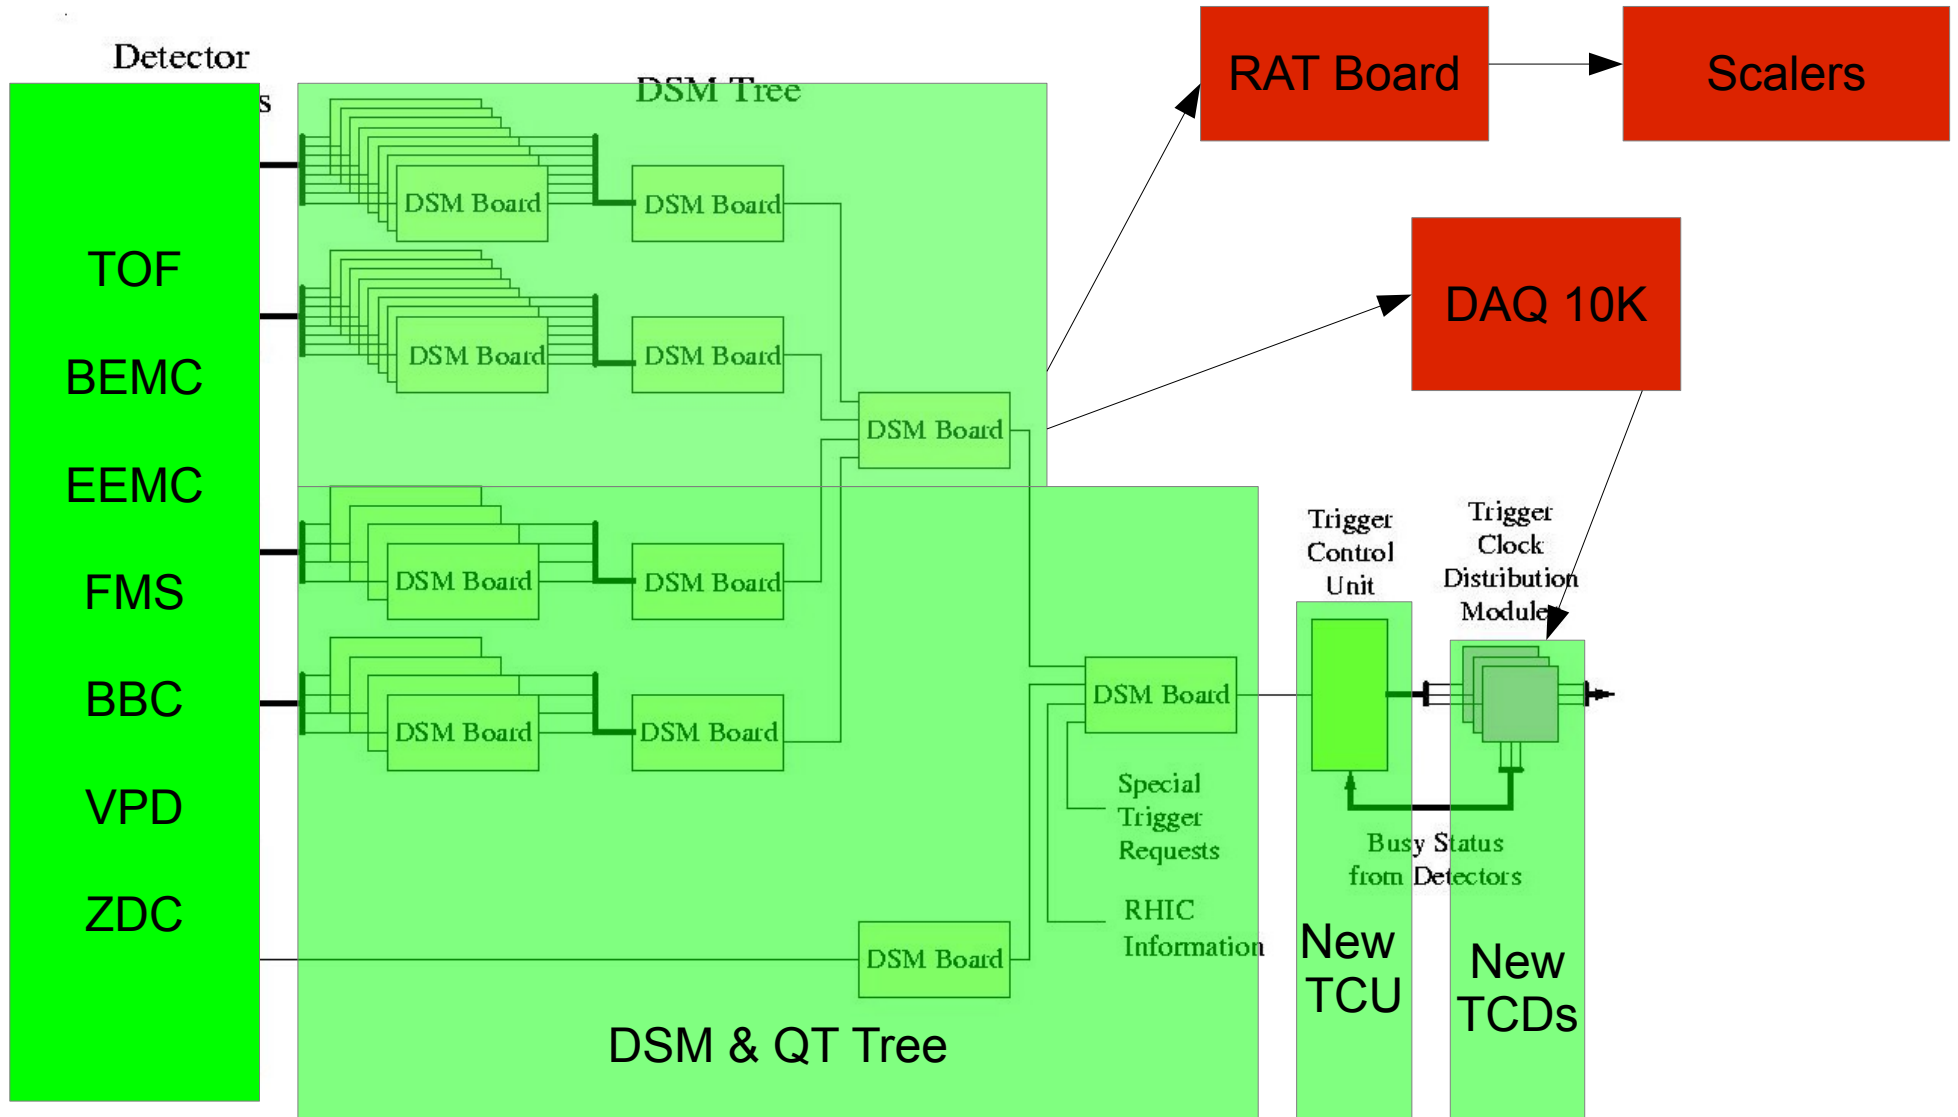 Detector
s
TOF
BEMC
EEMC
FMS
BBC
VPD
ZDC
DSM Tree
DSM Board
DSM Board
DSM Board
DSM Board
DSM Board
DSM Board
DSM Board
DSM Board
DSM Board
DSM Board
DSM Board
Special
Trigger
Requests
RHIC
Information
DSM & QT Tree
RAT Board
Scalers
DAQ 10K
Trigger
Control
Unit
Trigger
Clock
Distribution
Module
Busy Status
from Detectors
New
TCU
New
TCDs